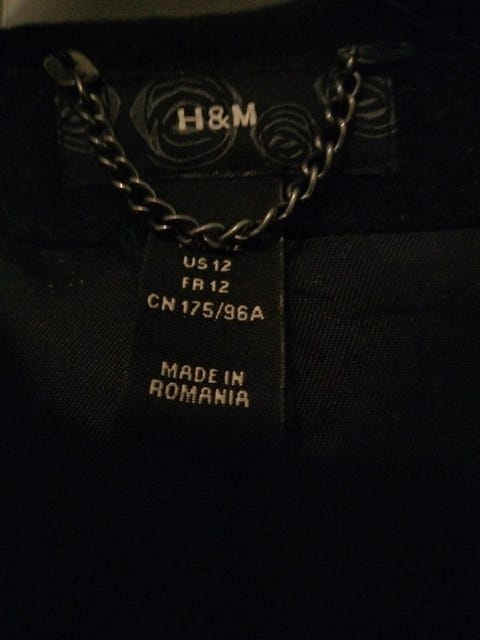 H&M
US 12
FR 12
CN 175/96A
MADE IN
ROMANIA